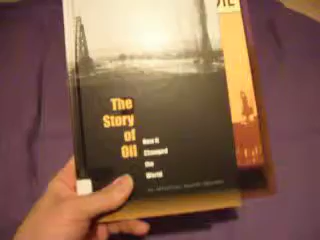 The
Story
of
Oil
How it
Changed
the
World